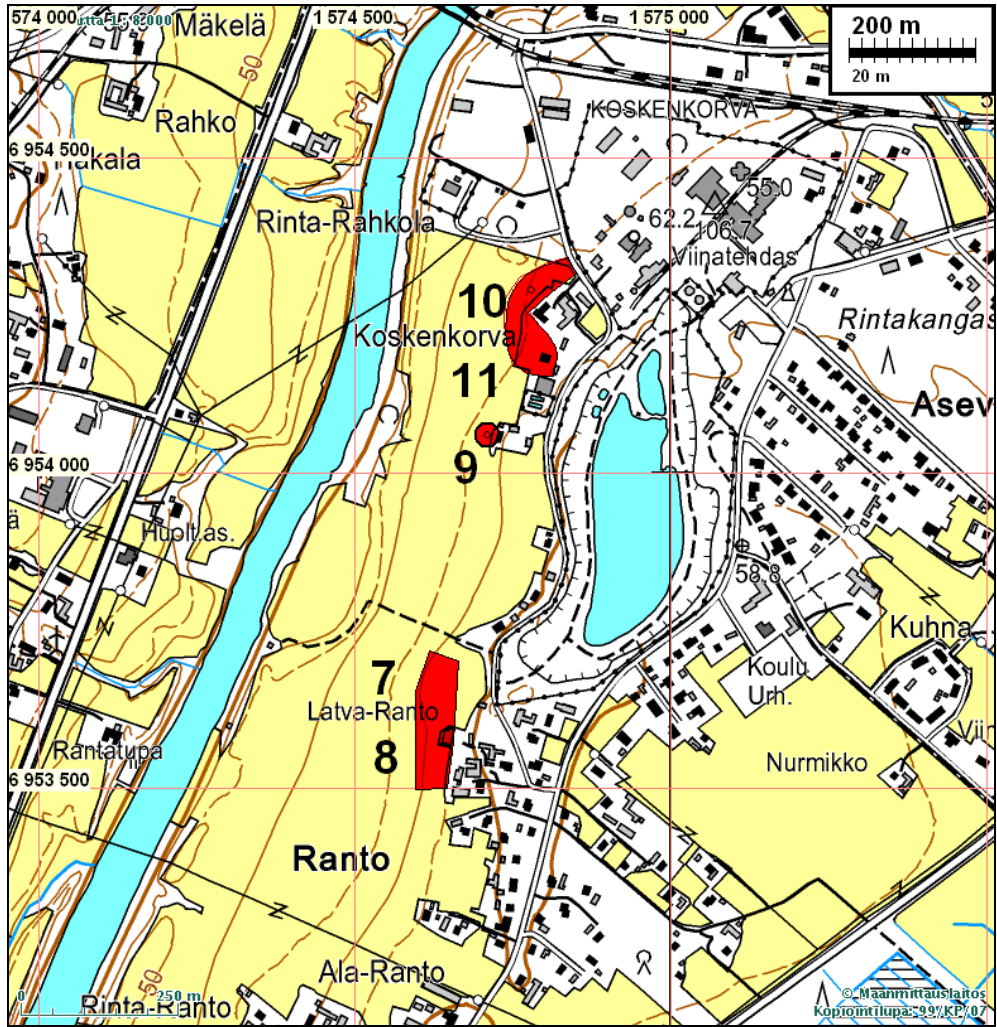 574 000
1 574 500
1 575 000
200 m
20 m
Mäkelä
50
Rahko
KOSKENKORVA
6 954 500
55.0
Rinta-Rahkola
62.2
106.7
Viinatehdas
10
Koskenkorva
Rintakangas
11
Asev
9
6 954 000
ä
Huolt.as.
58.8
Kuhna
7
Koulu
Urh.
Latva-Ranto
Rantatupa
8
Nurmikko
Viin
6 953 500
Ranto
Ala-Ranto
50
0
250 m
Rinta-Ranto
© Maanmittauslaitos
Kopiointilupa: 99/KP/07